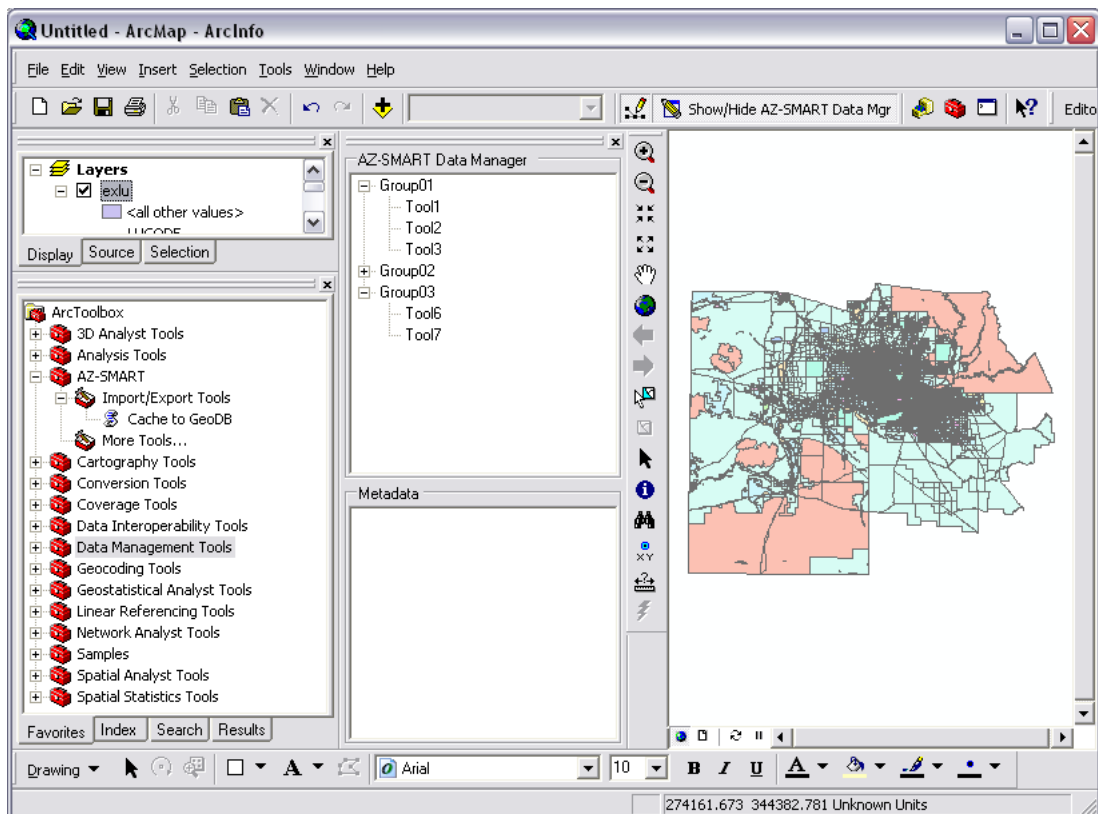 Untitled - ArcMap - ArcInfo
File Edit View Insert Selection Tools Window Help
Show/Hide AZ-SMART Data Mgr
Edito
Layers
exlu
<all other values>
LUCODE
Display Source Selection
ArcToolbox
3D Analyst Tools
Analysis Tools
AZ-SMART
Import/Export Tools
Cache to GeoDB
More Tools...
Cartography Tools
Conversion Tools
Coverage Tools
Data Interoperability Tools
Data Management Tools
Geocoding Tools
Geostatistical Analyst Tools
Linear Referencing Tools
Network Analyst Tools
Samples
Spatial Analyst Tools
Spatial Statistics Tools
Favorites Index Search Results
AZ-SMART Data Manager
Group01
Tool1
Tool2
Tool3
Group02
Group03
Tool6
Tool7
Metadata
XY
Drawing A Arial 10 B I U A
274161.673 344382.781 Unknown Units